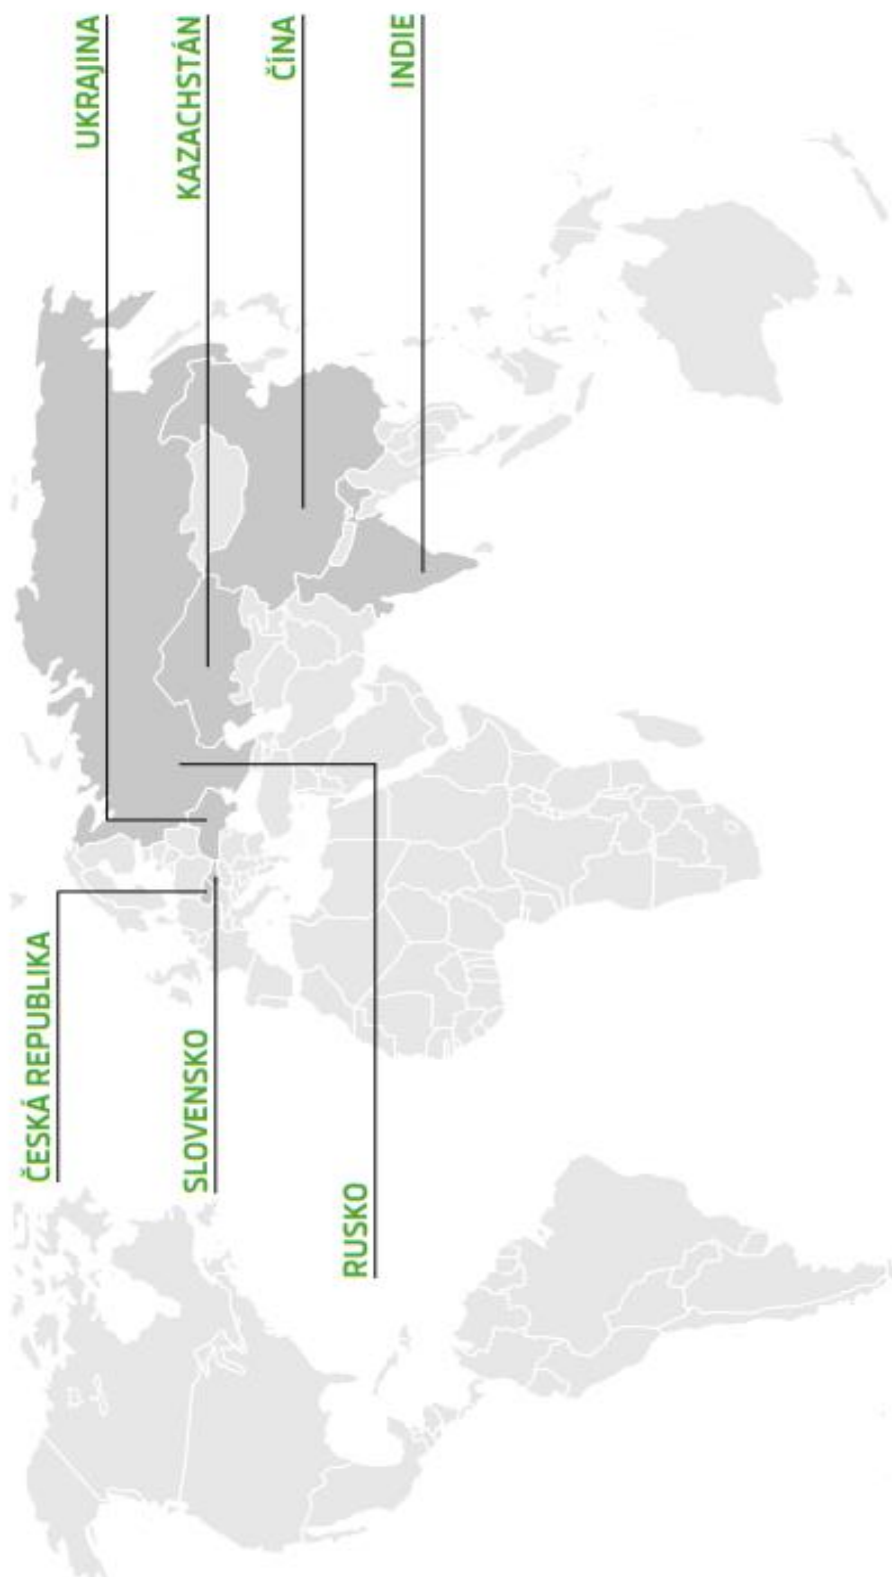 ČESKÁ REPUBLIKA
SLOVENSKO
RUSKO
UKRAJINA
KAZACHSTÁN
ČÍNA
INDIE